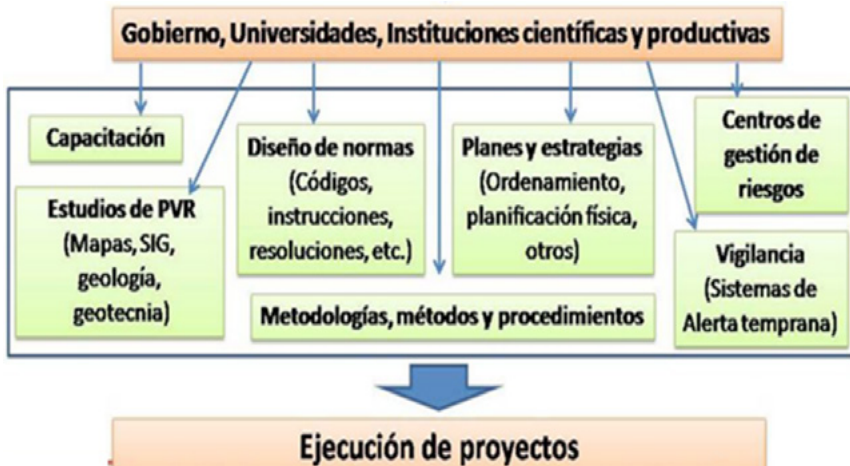 Gobierno, Universidades, Instituciones científicas y productivas
Capacitación
Estudios de PVR
(Mapas, SIG,
geología,
geotecnia)
Diseño de normas
(Códigos,
instrucciones,
resoluciones, etc.)
Planes y estrategias
(Ordenamiento,
planificación física,
otros)
Centros de
gestión de
riesgos
Vigilancia
(Sistemas de
Alerta temprana)
Metodologías, métodos y procedimientos
Ejecución de proyectos